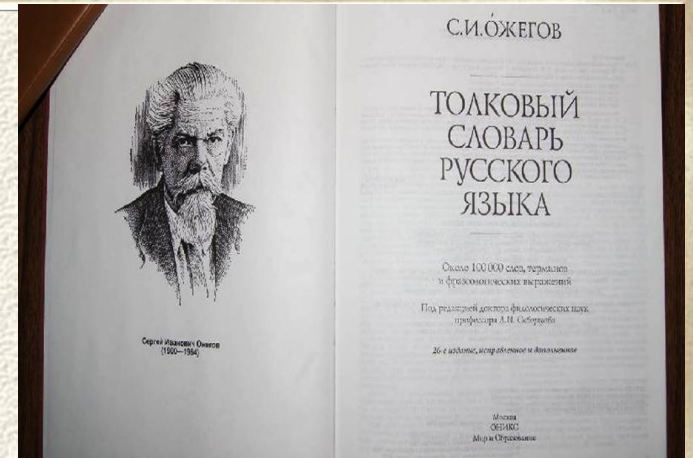 Сергей Иванович Ожегов
(1900—1964)
С.И. О́ЖЕГОВ
ТОЛКОВЫЙ
СЛОВАРЬ
РУССКОГО
ЯЗЫКА
Около 100 000 слов, терминов
и фразеологических выражений
Под редакцией доктора филологических наук
профессора Л.И. Скворцова
26-е издание, исправленное и дополненное
Москва
ОНИКС
Мир и Образование